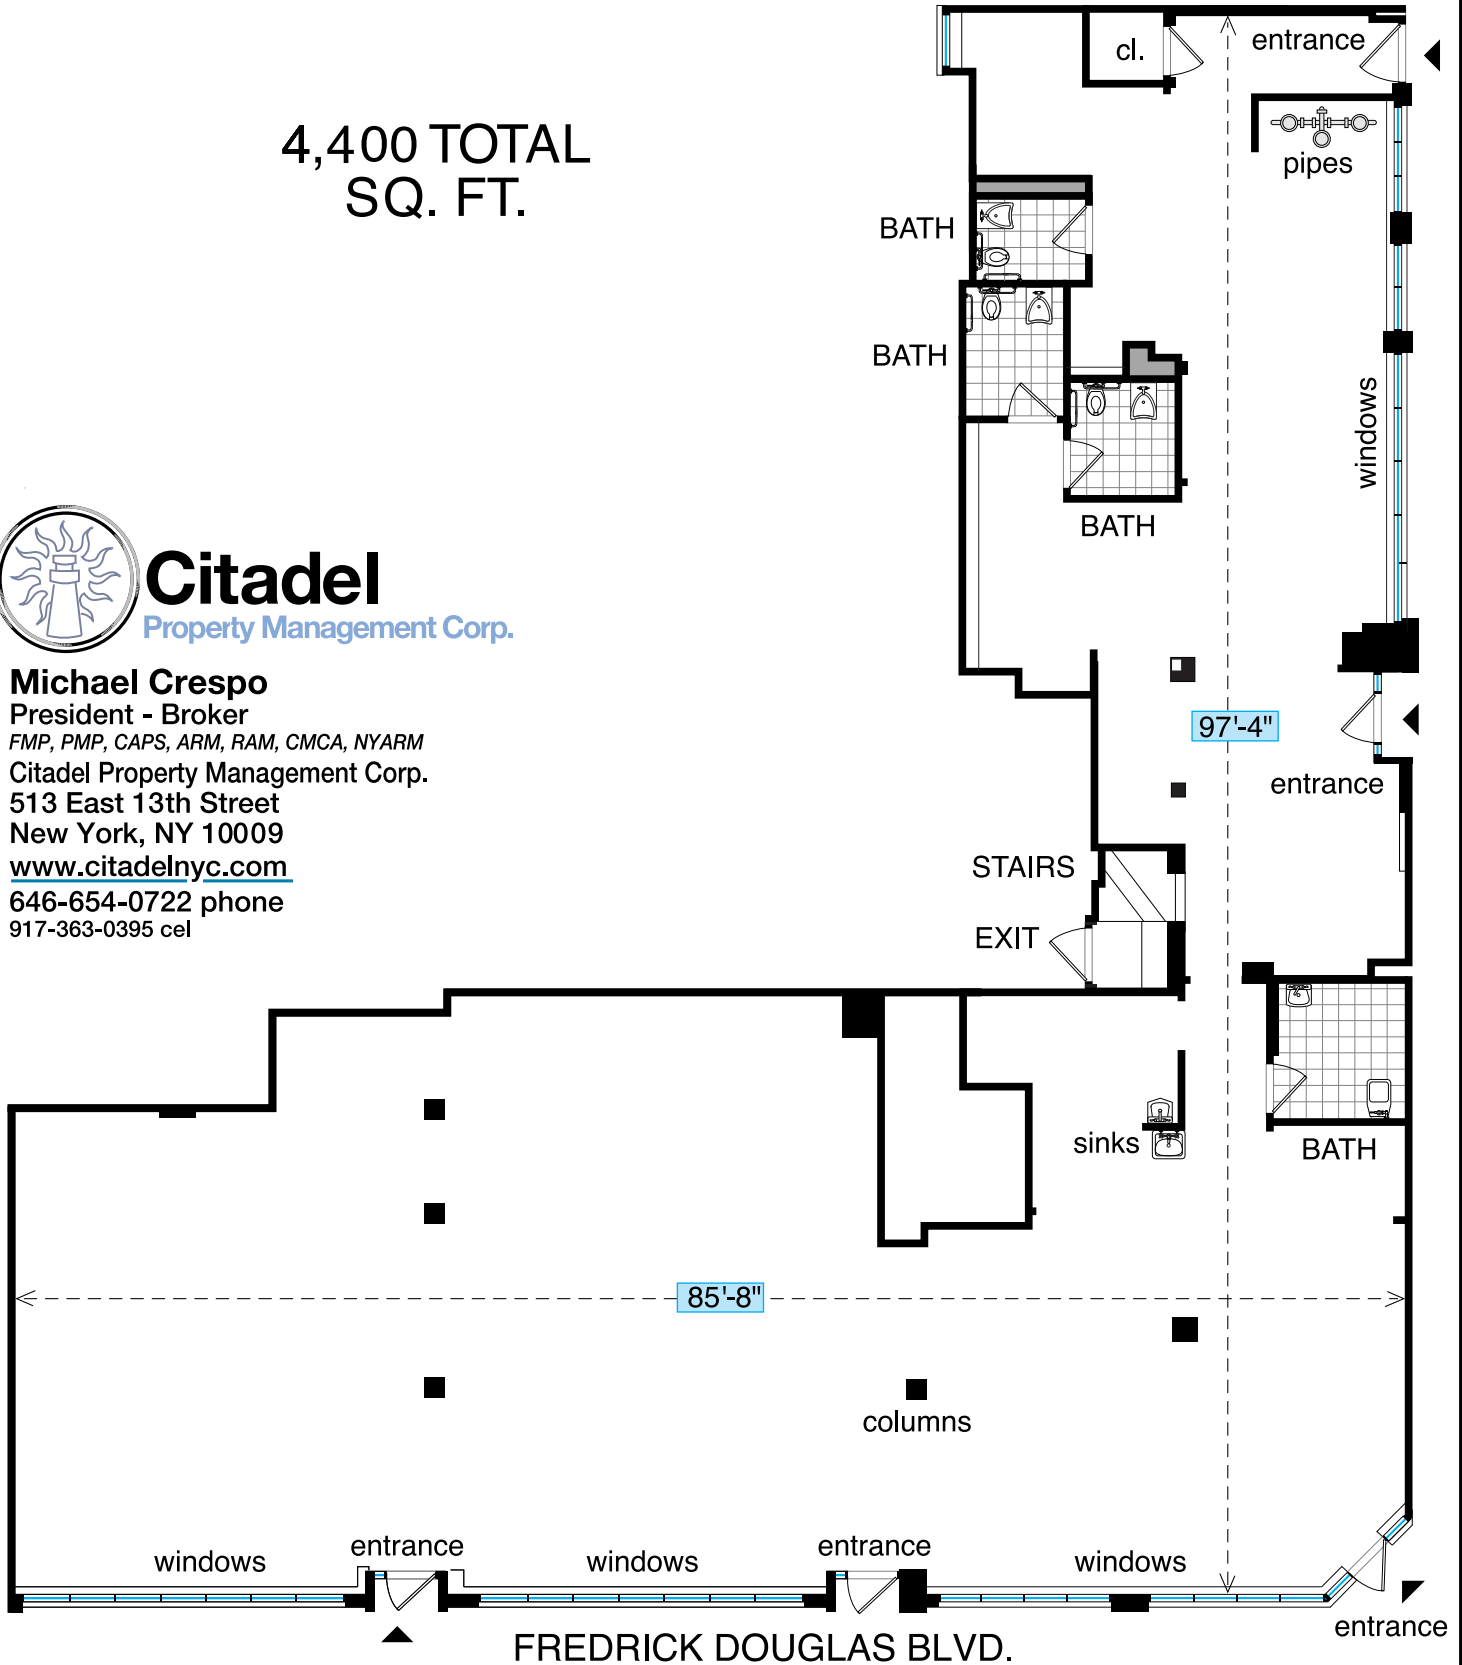 cl.
entrance
4,400 TOTAL
SQ. FT.
pipes
BATH
BATH
windows
BATH
Citadel
Property Management Corp.
Michael Crespo
President - Broker
FMP, PMP, CAPS, ARM, RAM, CMCA, NYARM
Citadel Property Management Corp.
513 East 13th Street
New York, NY 10009
www.citadelnyc.com
646-654-0722 phone
917-363-0395 cel
97'-4"
entrance
STAIRS
EXIT
sinks
BATH
85'-8"
columns
windows
entrance
windows
entrance
windows
entrance
FREDRICK DOUGLAS BLVD.